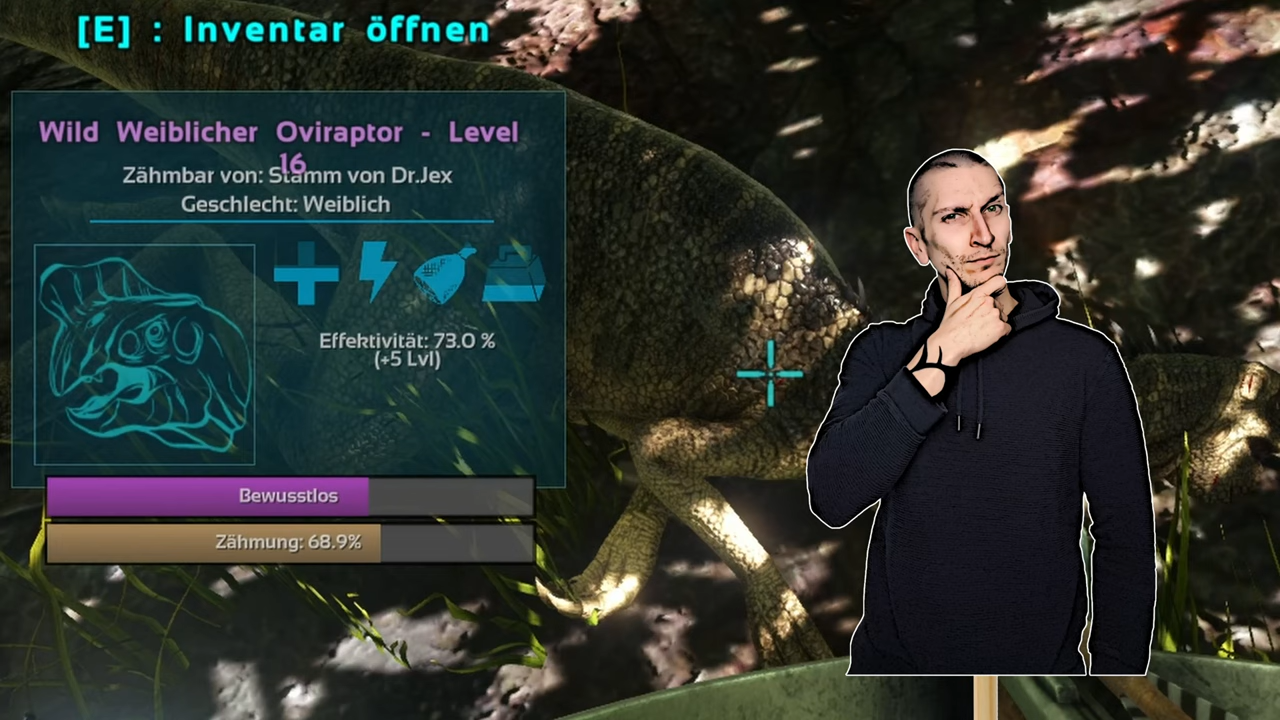 [E] : Inventar öffnen
Wild Weiblicher Oviraptor - Level
16
Zähmbar von: Stamm von Dr.Jex
Geschlecht: Weiblich
Effektivität: 73.0 %
(+5 Lvl)
Bewusstlos
Zähmung: 68.9%